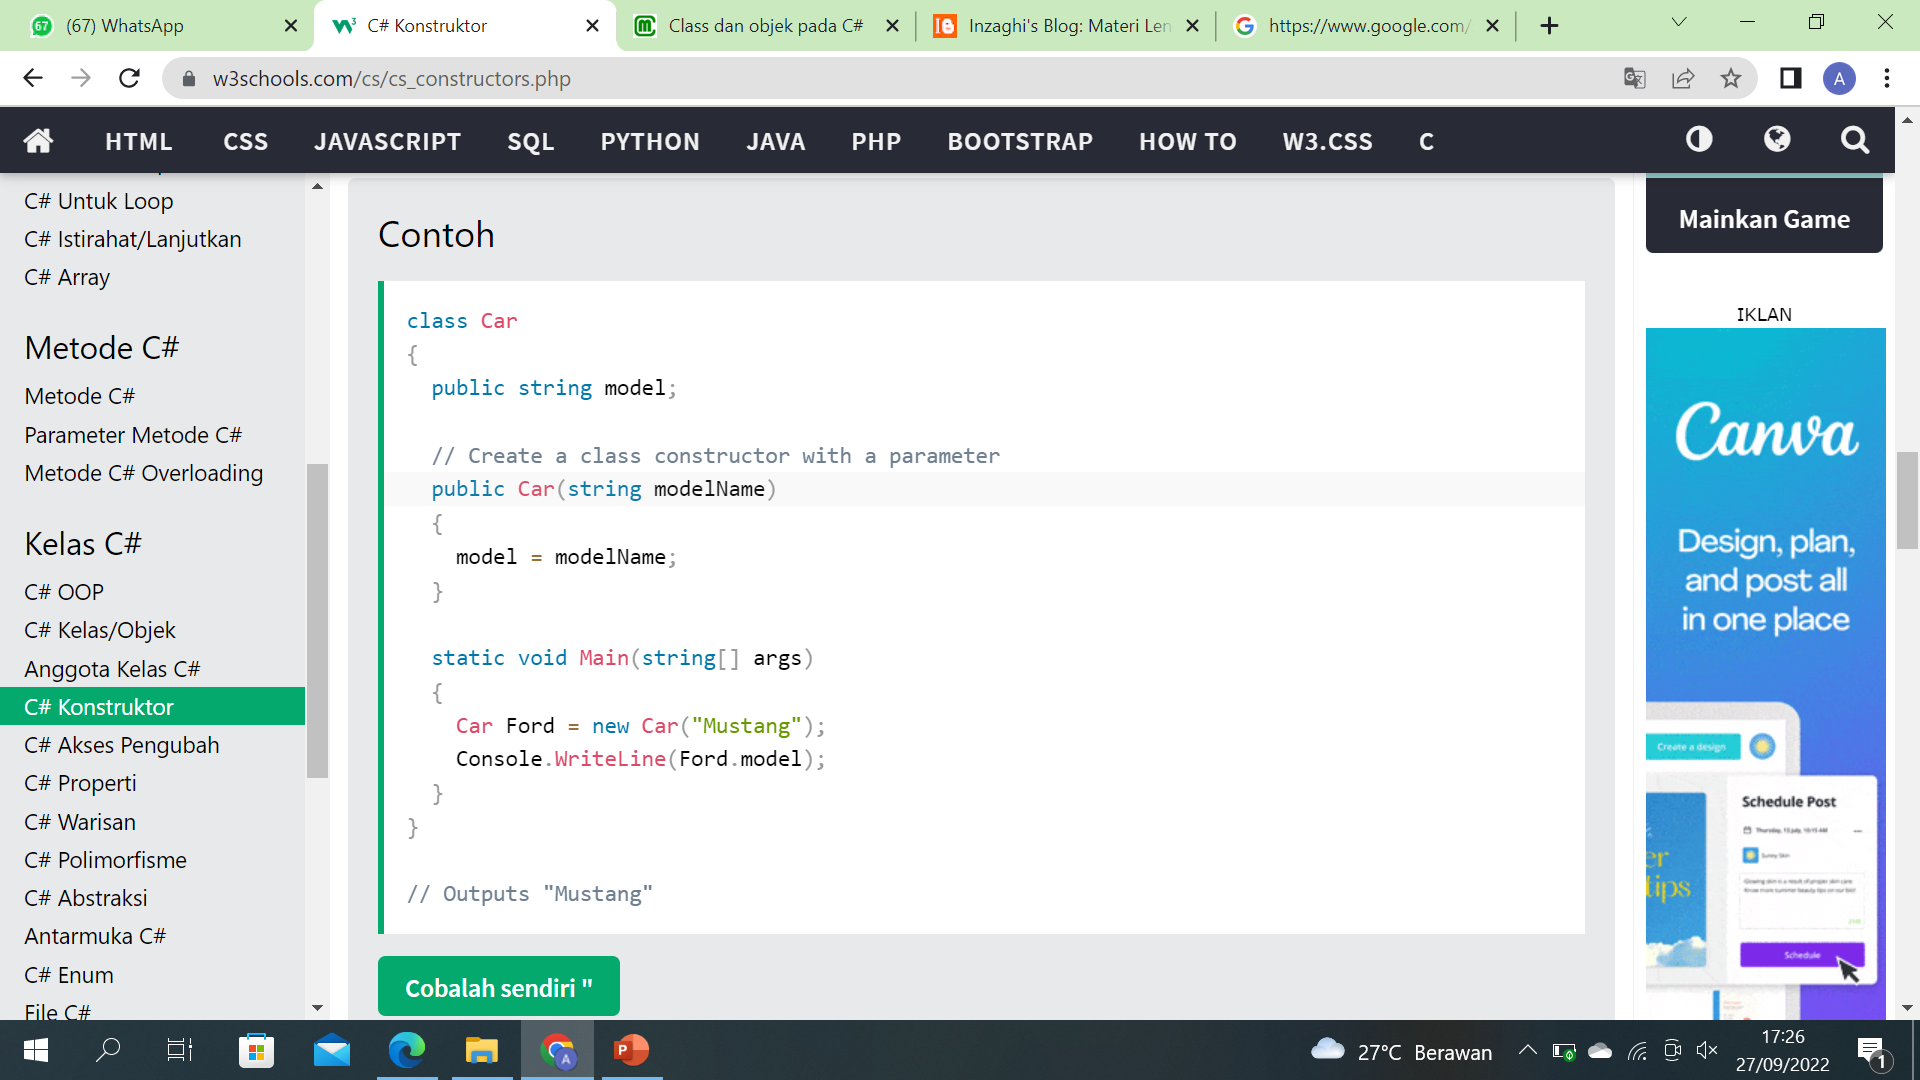 67
(67) WhatsApp
C# Konstruktor
Class dan objek pada C#
Inzaghi's Blog: Materi Len
https://www.google.com/
w3schools.com/cs/cs_constructors.php
A
HTML CSS JAVASCRIPT SQL PYTHON JAVA PHP BOOTSTRAP HOW TO W3.CSS C
C# Untuk Loop
C# Istirahat/Lanjutkan
C# Array
Metode C#
Metode C#
Parameter Metode C#
Metode C# Overloading
Kelas C#
C# OOP
C# Kelas/Objek
Anggota Kelas C#
C# Konstruktor
C# Akses Pengubah
C# Properti
C# Warisan
C# Polimorfisme
C# Abstraksi
Antarmuka C#
C# Enum
File C#
Contoh
class Car
{
public string model;
// Create a class constructor with a parameter
public Car(string modelName)
{
model = modelName;
}
static void Main(string[] args)
{
Car Ford = new Car("Mustang");
Console.WriteLine(Ford.model);
}
}
// Outputs "Mustang"
Cobalah sendiri "
Mainkan Game
IKLAN
Canva
Design, plan,
and post all
in one place
Create a design
Schedule Post
Sunny Skin
tips
Schedule
27°C Berawan
17:26
27/09/2022
1